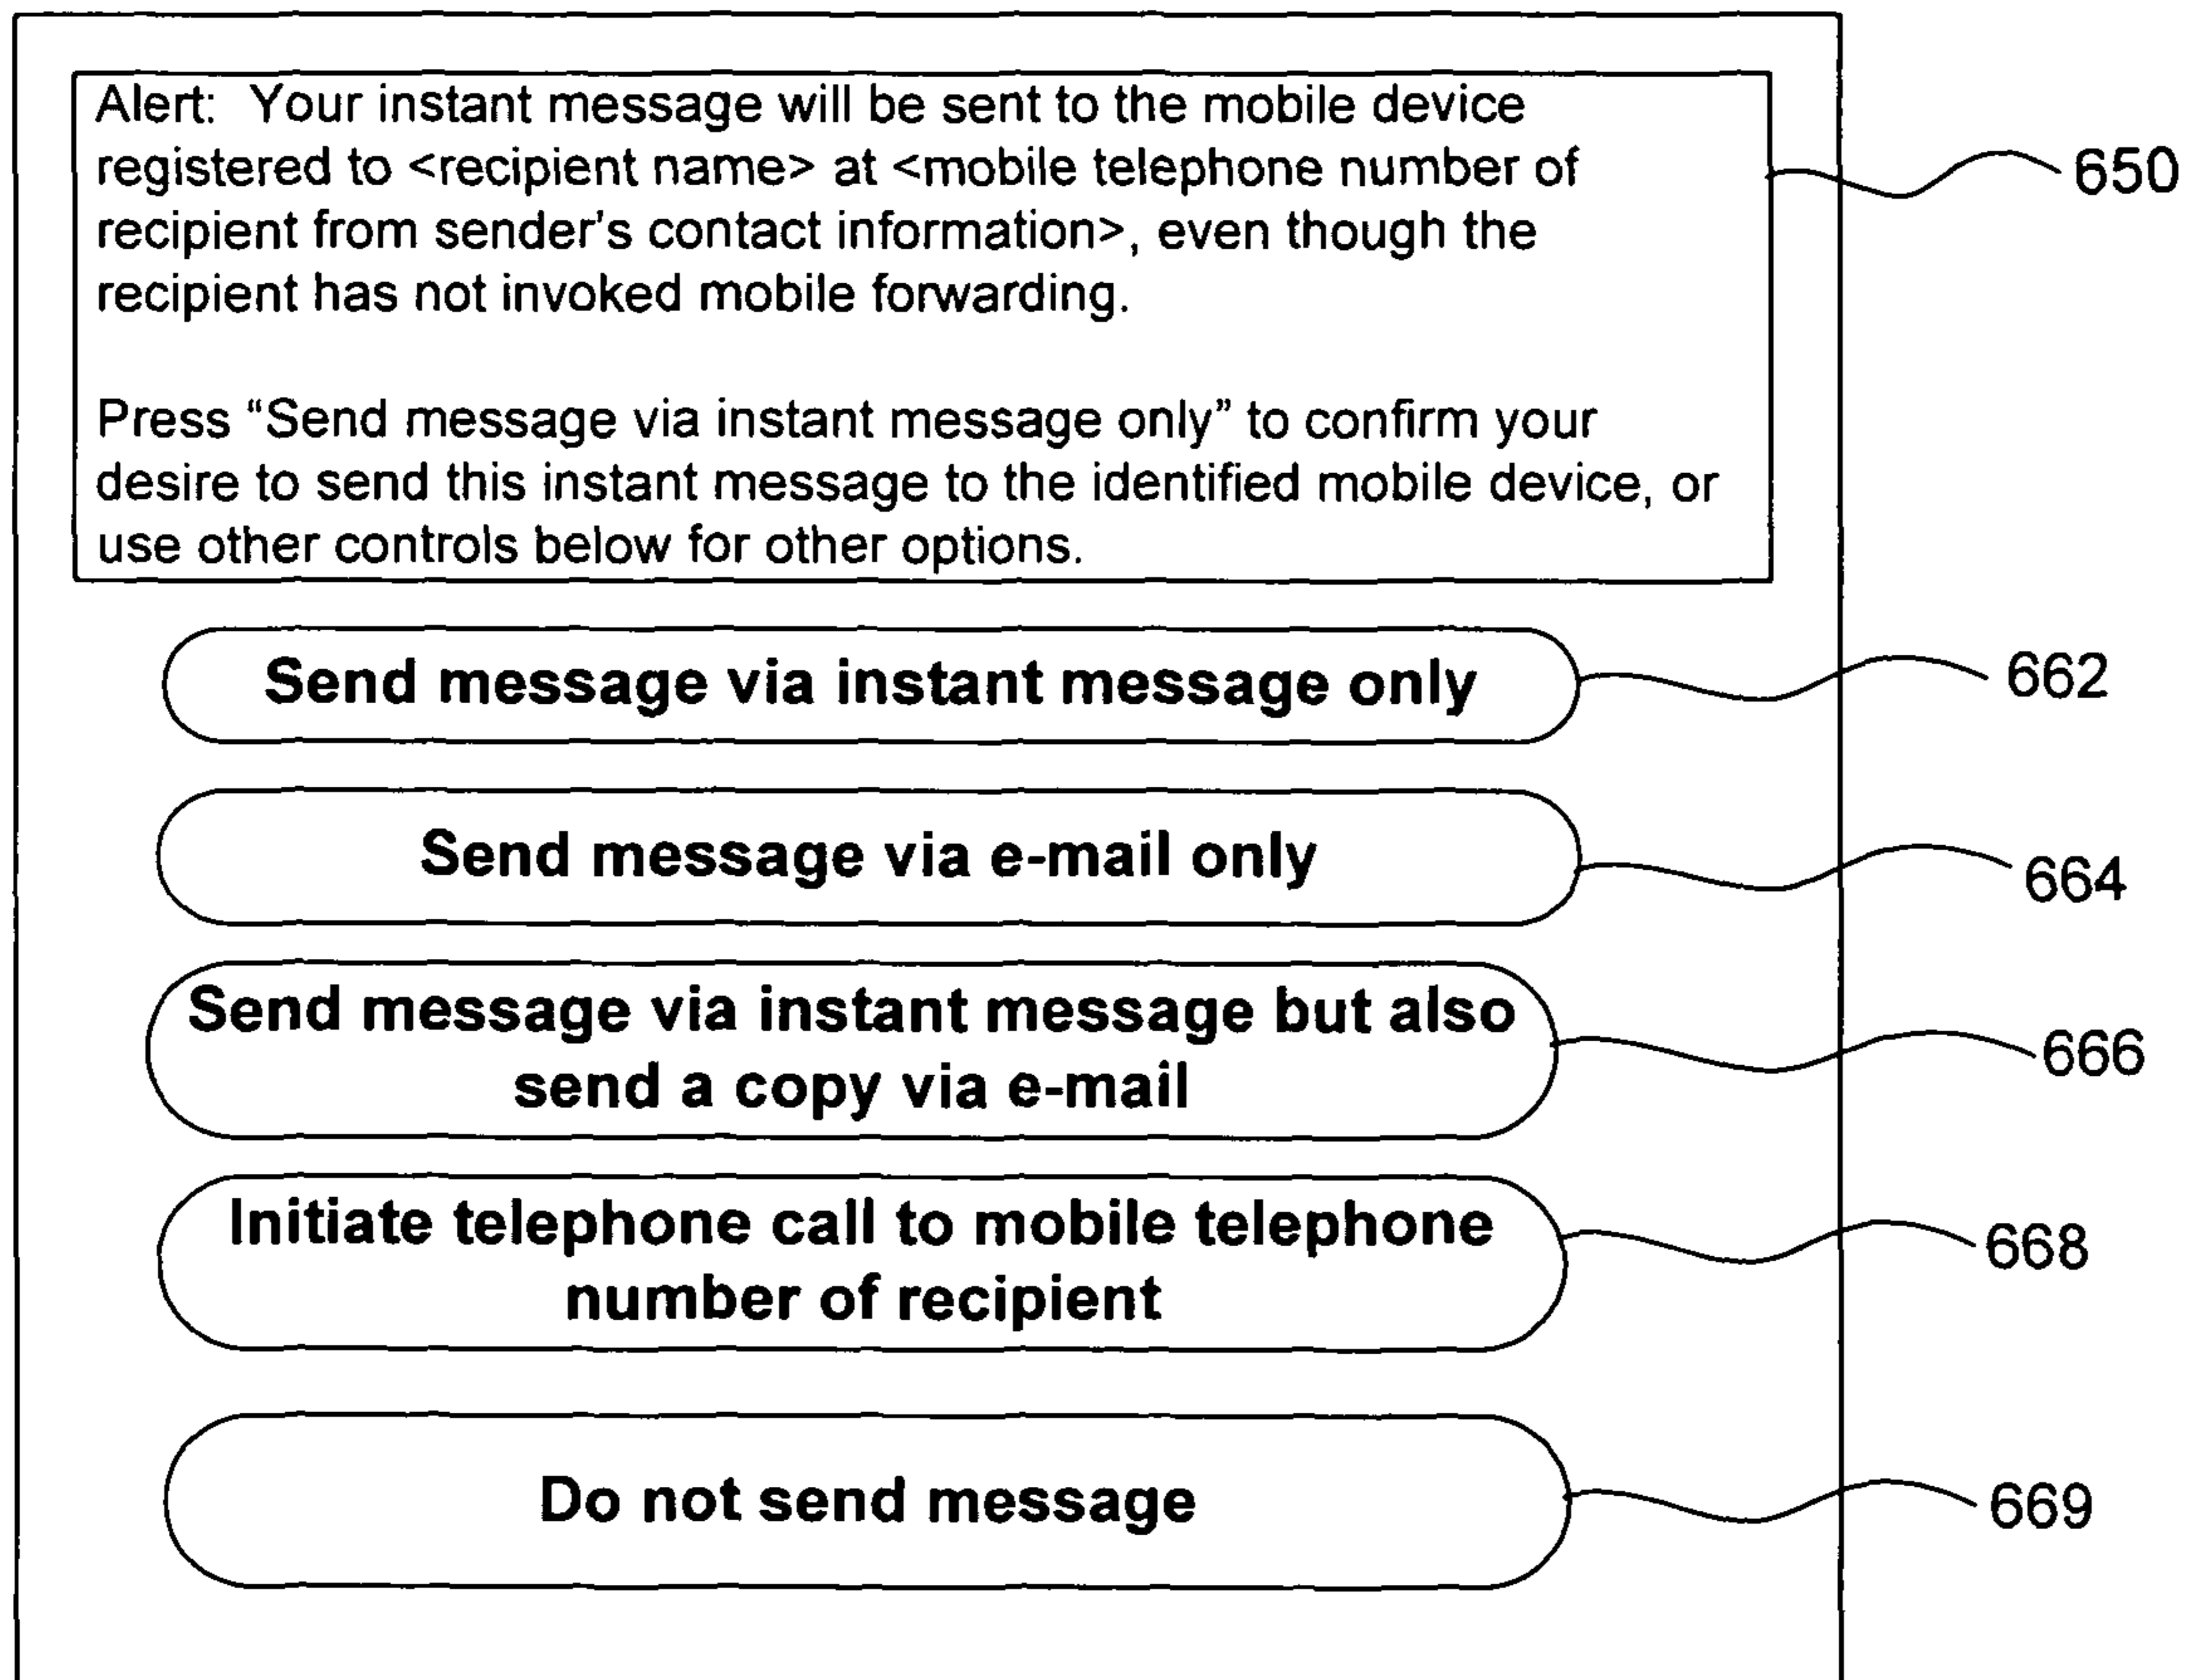 Alert:  Your instant message will be sent to the mobile device
registered to <recipient name> at <mobile telephone number of
recipient from sender's contact information>, even though the
recipient has not invoked mobile forwarding.
650
Press “Send message via instant message only” to confirm your
desire to send this instant message to the identified mobile device, or
use other controls below for other options.
Send message via instant message only
662
Send message via e-mail only
664
Send message via instant message but also
send a copy via e-mail
666
Initiate telephone call to mobile telephone
number of recipient
668
Do not send message
669